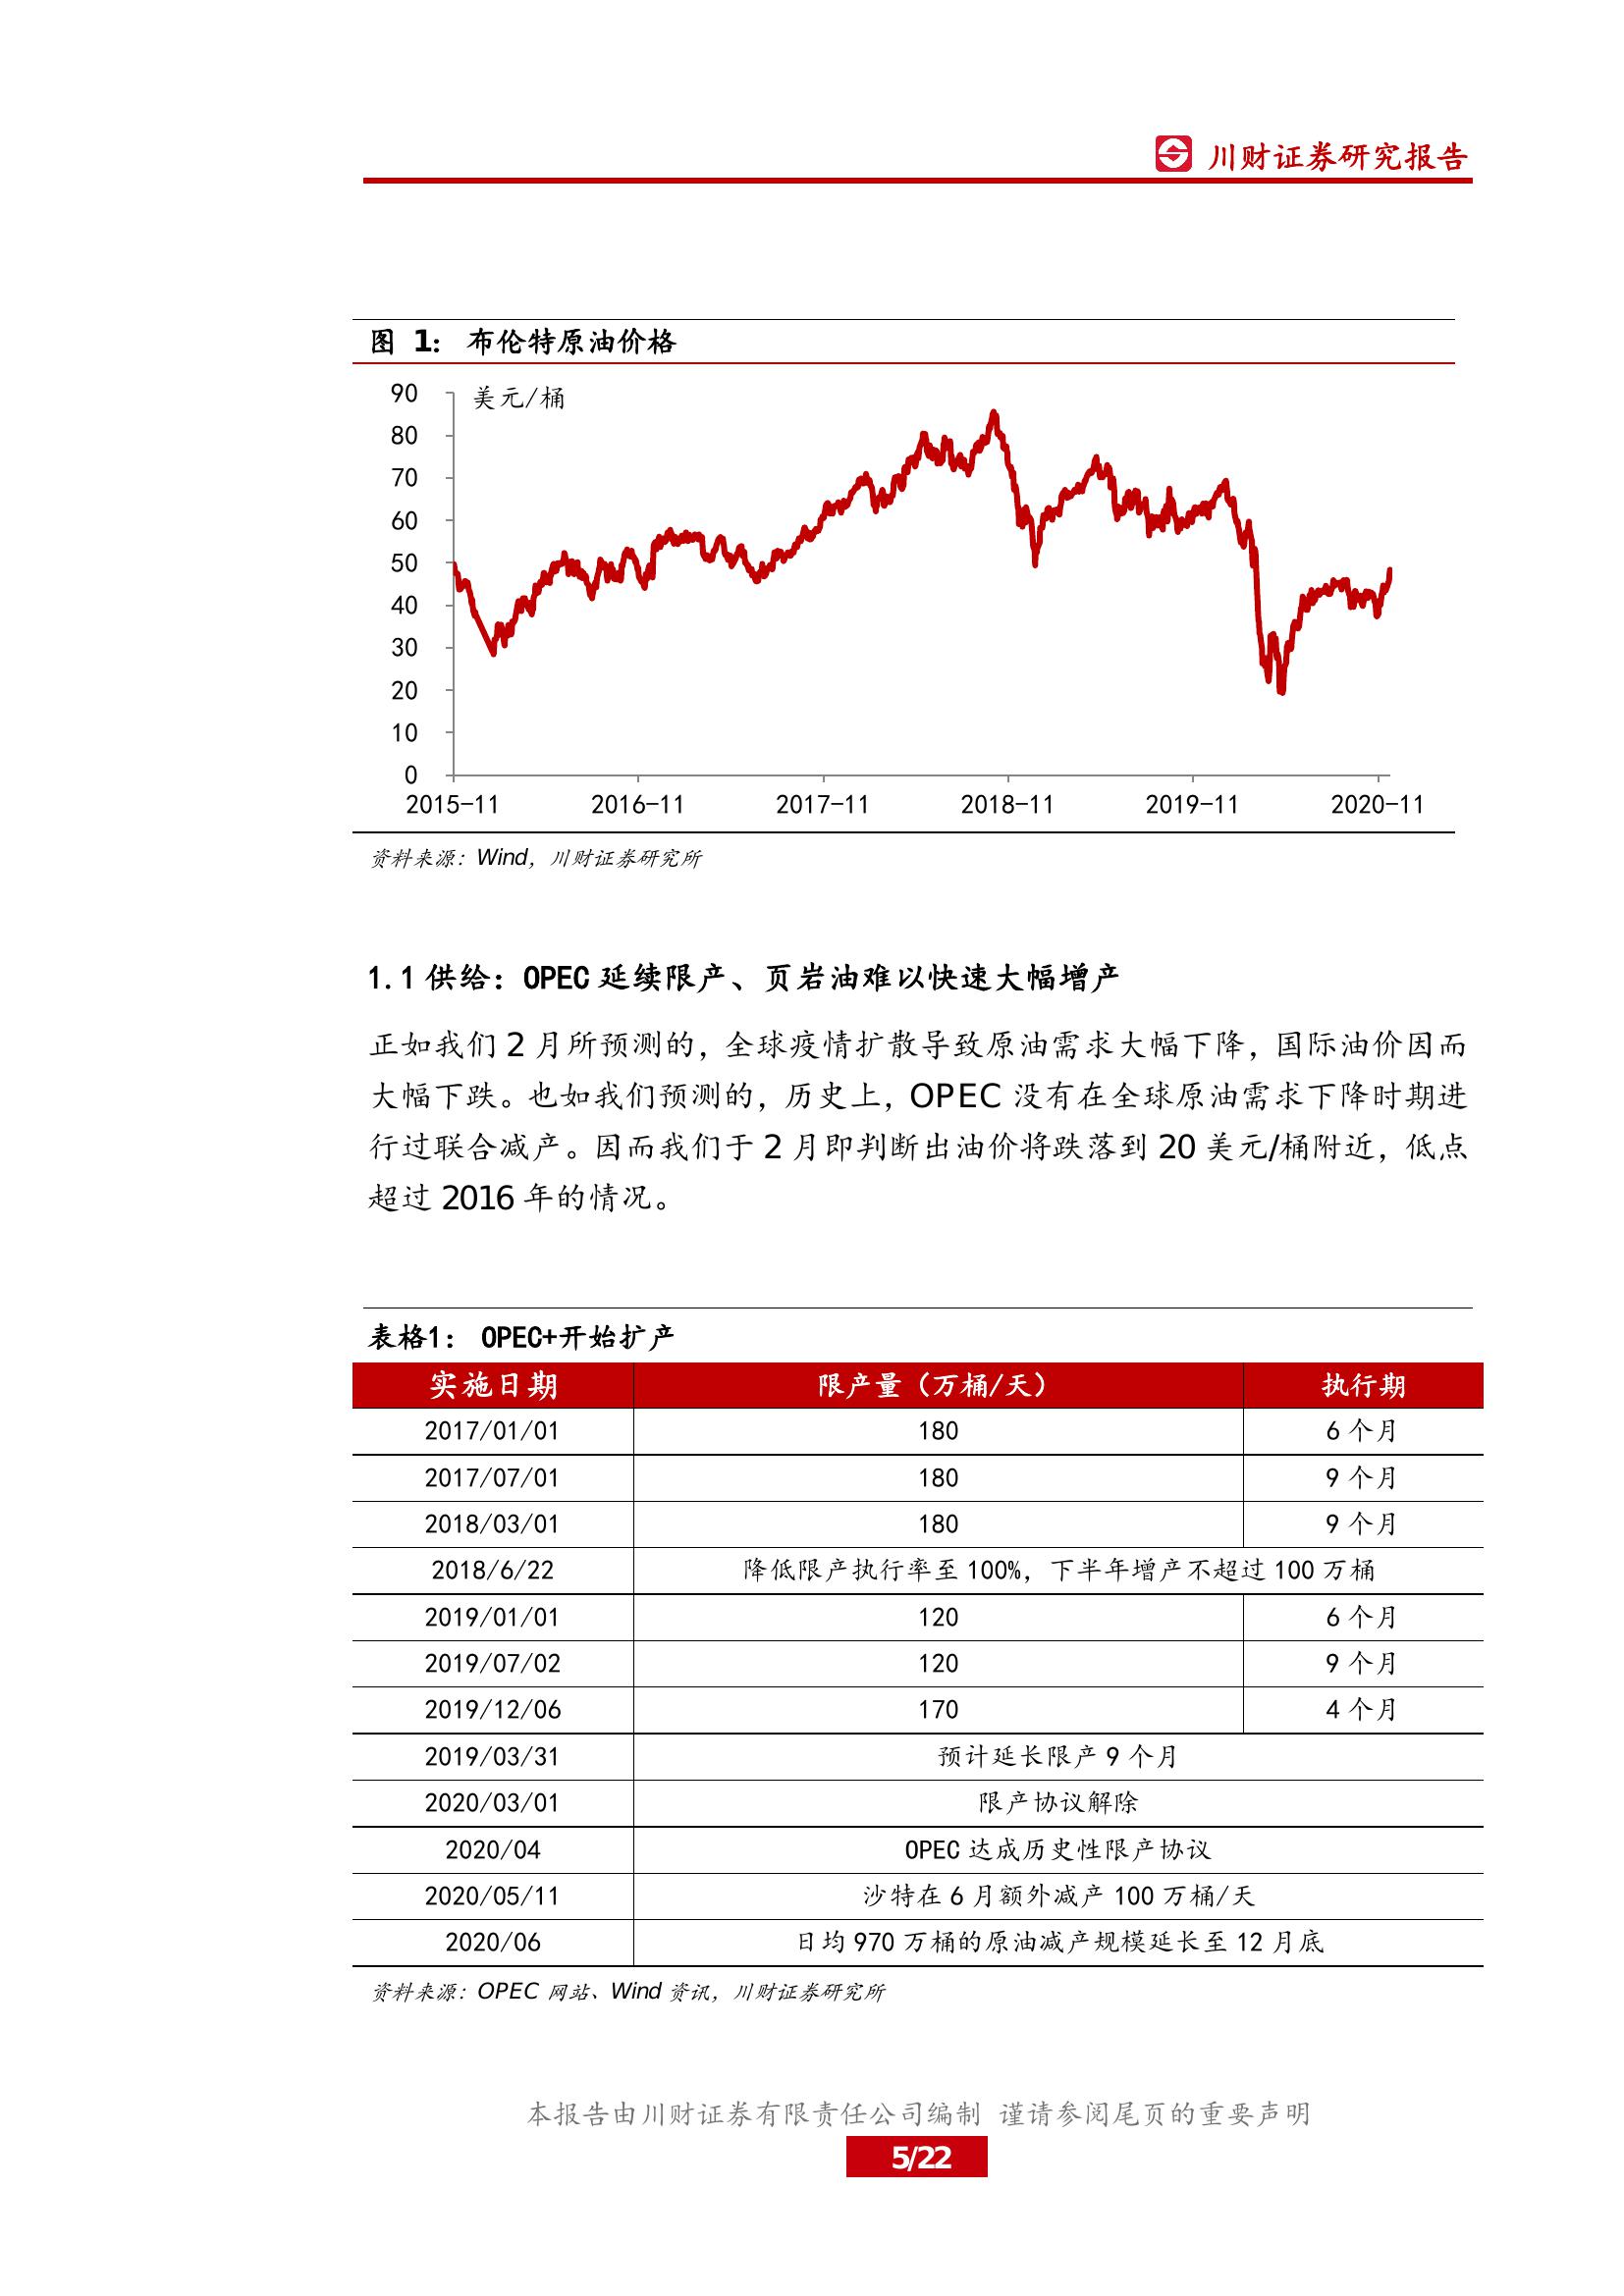 川财证券研究报告
图 1： 布伦特原油价格
美元/桶
90
80
70
60
50
40
30
20
10
0
2015-11 2016-11 2017-11 2018-11 2019-11 2020-11
资料来源：Wind，川财证券研究所
1.1 供给：OPEC 延续限产、页岩油难以快速大幅增产
正如我们 2 月所预测的，全球疫情扩散导致原油需求大幅下降，国际油价因而
大幅下跌。也如我们预测的，历史上，OPEC 没有在全球原油需求下降时期进
行过联合减产。因而我们于 2 月即判断出油价将跌落到 20 美元/桶附近，低点
超过 2016 年的情况。
表格1： OPEC+开始扩产
实施日期 限产量（万桶/天） 执行期
2017/01/01 180 6 个月
2017/07/01 180 9 个月
2018/03/01 180 9 个月
2018/6/22 降低限产执行率至 100%，下半年增产不超过 100 万桶
2019/01/01 120 6 个月
2019/07/02 120 9 个月
2019/12/06 170 4 个月
2019/03/31 预计延长限产 9 个月
2020/03/01 限产协议解除
2020/04 OPEC 达成历史性限产协议
2020/05/11 沙特在 6 月额外减产 100 万桶/天
2020/06 日均 970 万桶的原油减产规模延长至 12 月底
资料来源：OPEC 网站、Wind 资讯，川财证券研究所
本报告由川财证券有限责任公司编制 谨请参阅尾页的重要声明
5/22